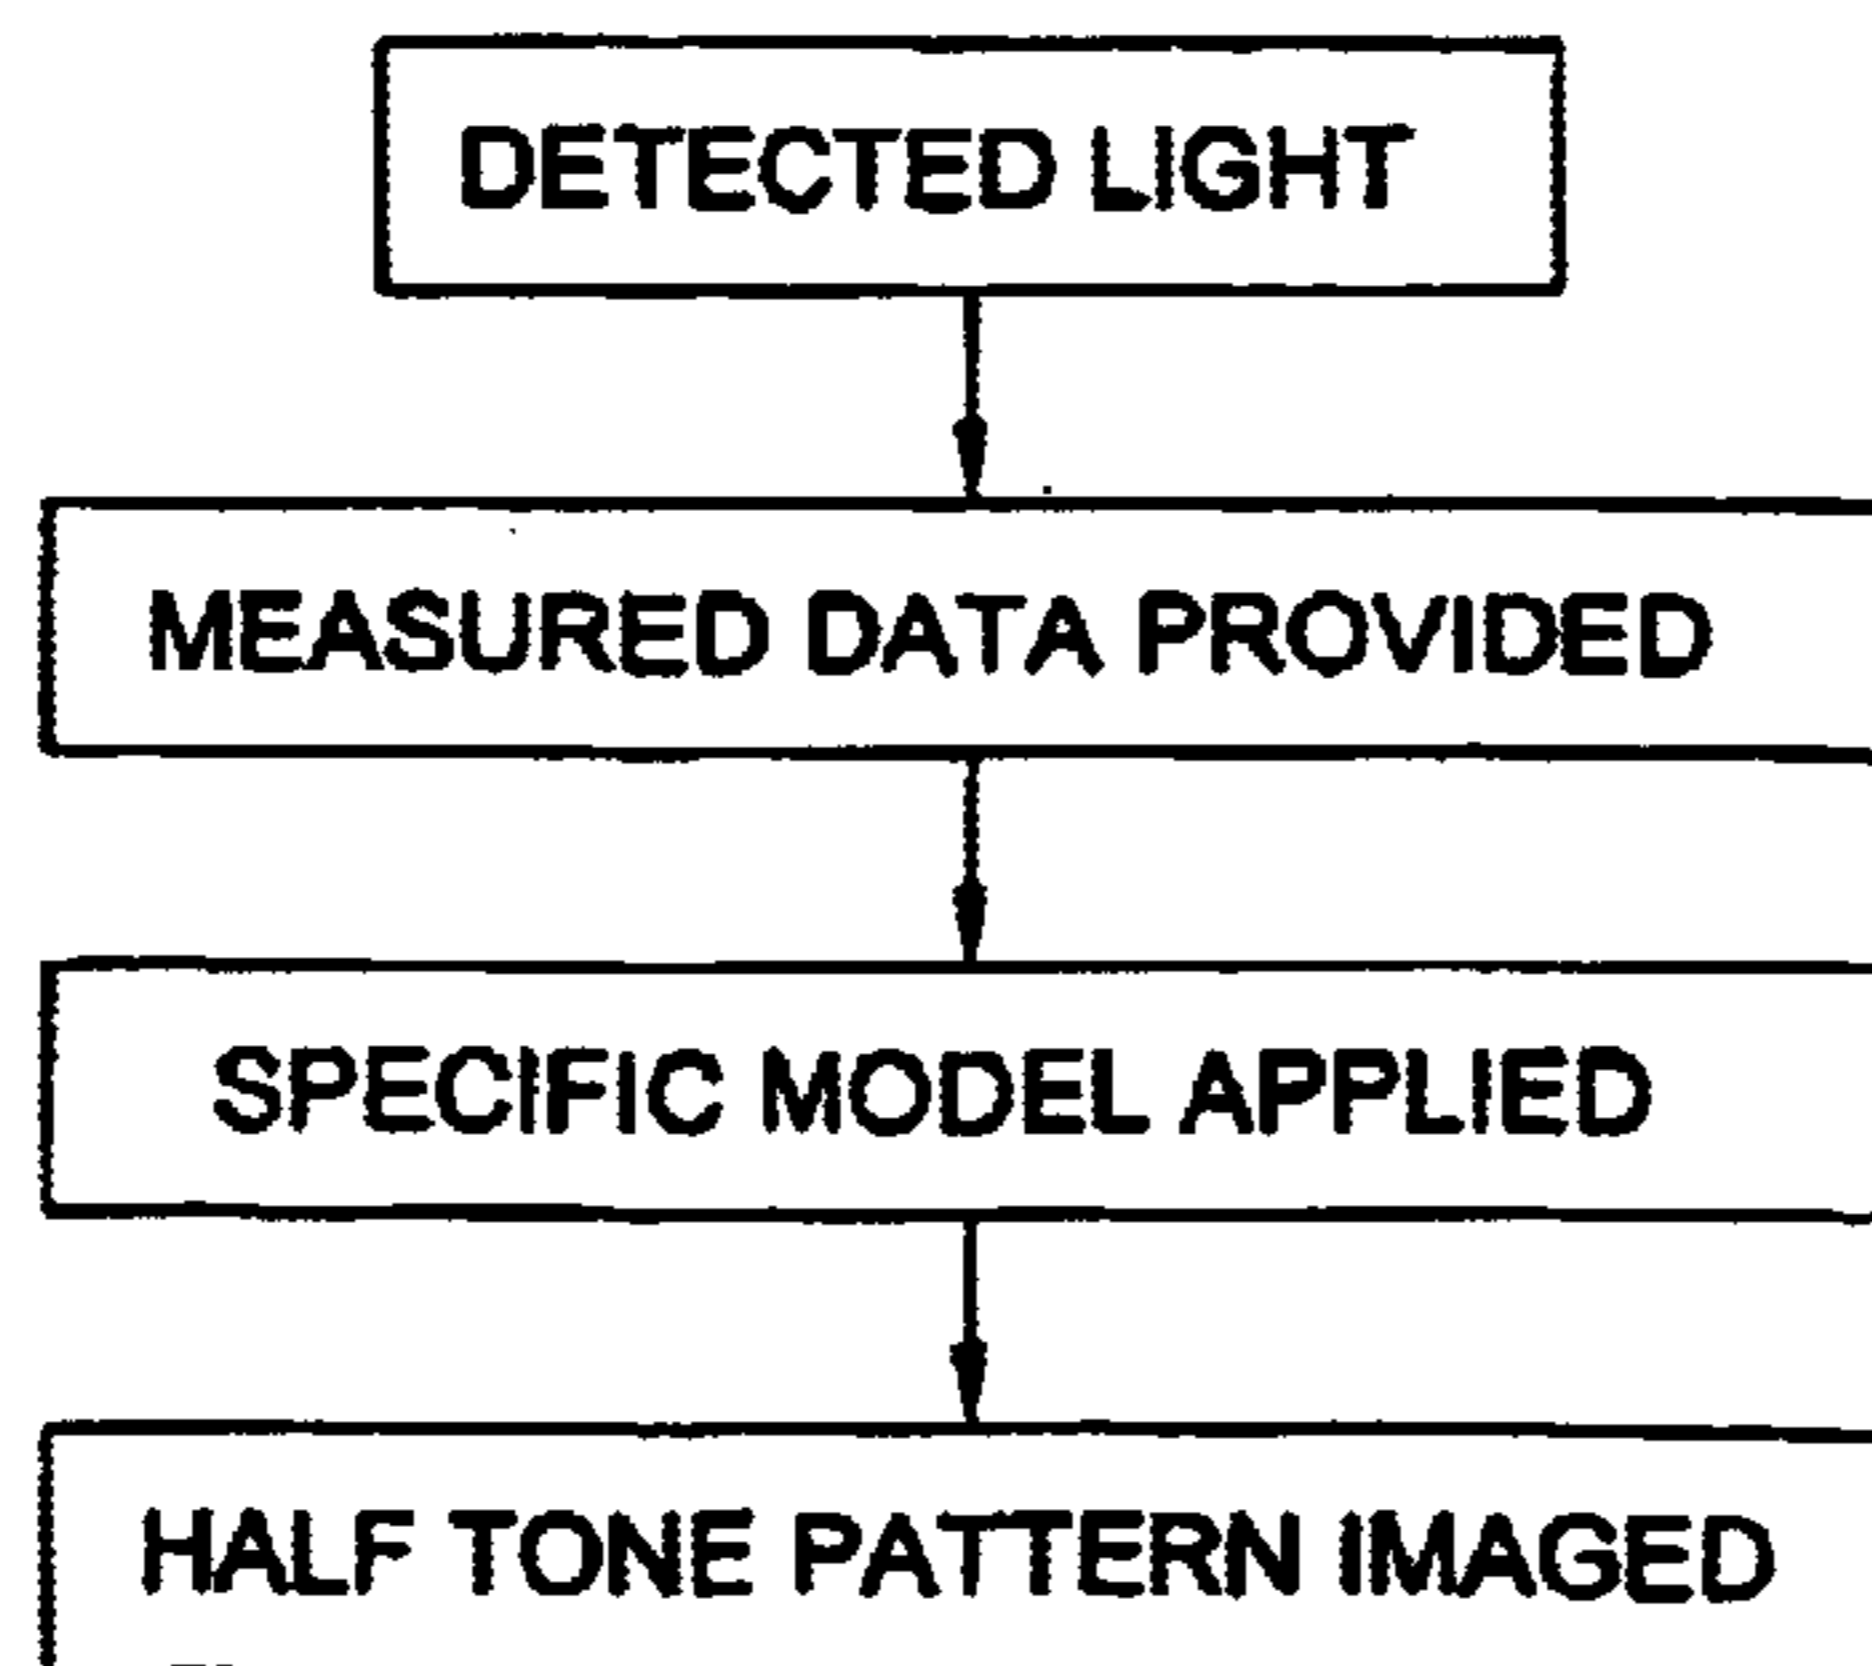 DETECTED LIGHT
MEASURED DATA PROVIDED
SPECIFIC MODEL APPLIED
HALF TONE PATTERN IMAGED